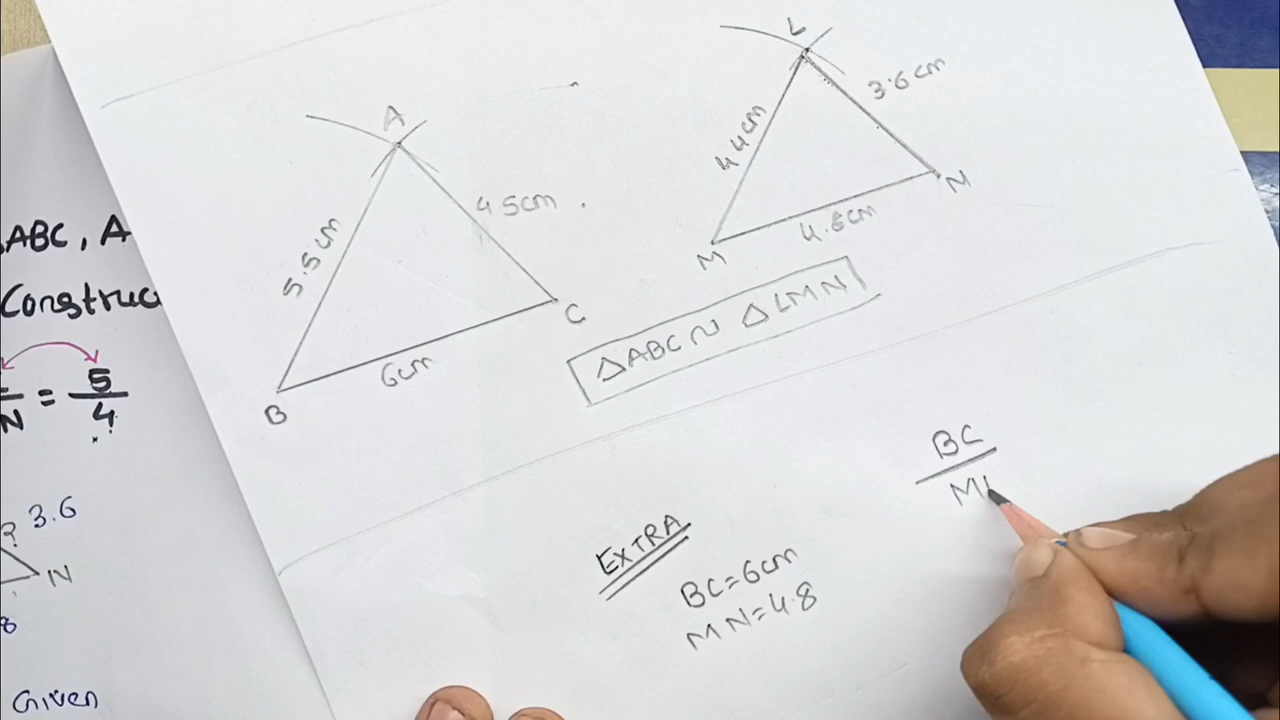 ABC, A
Construc
N = 5/4
? 3.6
N
8
Given
A
5.5cm
4.5cm
B
6cm
C
L
4.4cm
3.6cm
M
4.8cm
N
△ABC ~ △LMN
EXTRA
BC=6cm
MN=4.8
BC
M